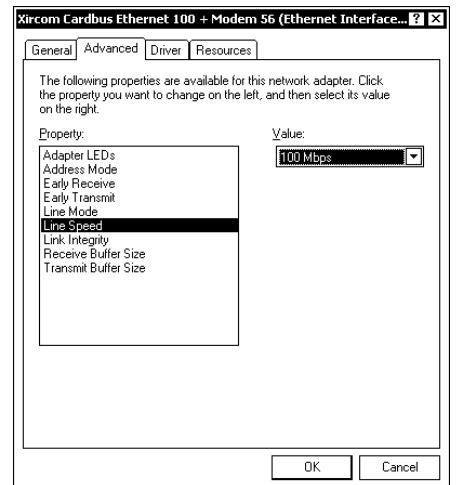 Xircom Cardbus Ethernet 100 + Modem 56 (Ethernet Interface...
General Advanced Driver Resources
The following properties are available for this network adapter. Click
the property you want to change on the left, and then select its value
on the right.
Property:
Value:
Adapter LEDs
Address Mode
Early Receive
Early Transmit
Line Mode
Line Speed
Link Integrity
Receive Buffer Size
Transmit Buffer Size
100 Mbps
OK Cancel